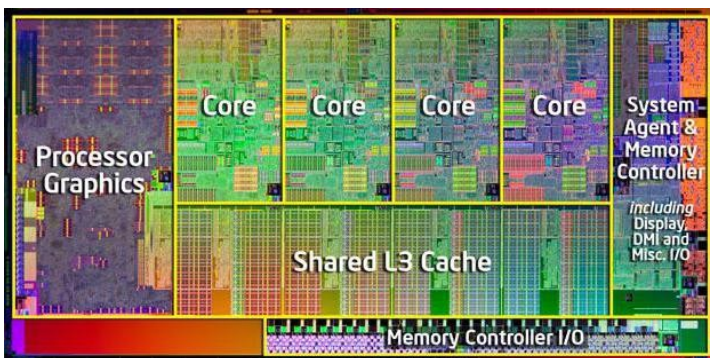 Processor
Graphics
Core
Core
Core
Core
System
Agent &
Memory
Controller
including
Display,
DMI and
Misc. I/O
Shared L3 Cache
Memory Controller I/O